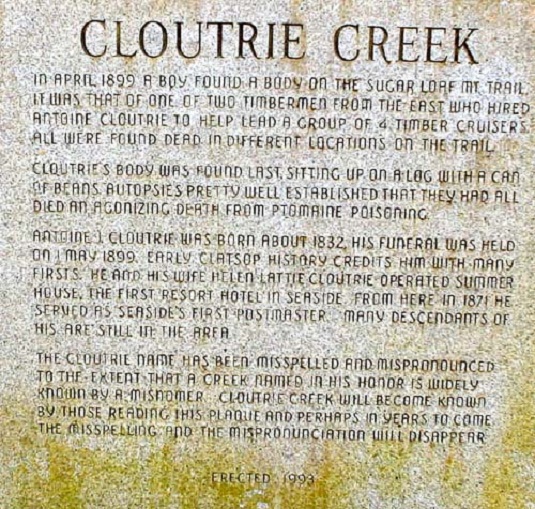 CLOUTRIE CREEK
IN APRIL 1899 A BOY FOUND A BODY ON THE SUGAR LOAF MT. TRAIL.
IT WAS THAT OF ONE OF TWO TIMBERMEN FROM THE EAST WHO HIRED
ANTOINE CLOUTRIE TO HELP LEAD A GROUP OF 4 TIMBER CRUISERS.
ALL WERE FOUND DEAD IN DIFFERENT LOCATIONS ON THE TRAIL.
CLOUTRIE'S BODY WAS FOUND LAST, SITTING UP ON A LOG WITH A CAN
OF BEANS. AUTOPSIES PRETTY WELL ESTABLISHED THAT THEY HAD ALL
DIED AN AGONIZING DEATH FROM PTOMAINE POISONING.
ANTOINE J. CLOUTRIE WAS BORN ABOUT 1832. HIS FUNERAL WAS HELD
ON 1 MAY 1899. EARLY CLATSOP HISTORY CREDITS HIM WITH MANY
FIRSTS. HE AND HIS WIFE HELEN LATTIE CLOUTRIE OPERATED SUMMER
HOUSE, THE FIRST RESORT HOTEL IN SEASIDE. FROM HERE IN 1871 HE
SERVED AS SEASIDE'S FIRST POSTMASTER. MANY DESCENDANTS OF
HIS ARE STILL IN THE AREA.
THE CLOUTRIE NAME HAS BEEN MISSPELLED AND MISPRONOUNCED
TO THE EXTENT THAT A CREEK NAMED IN HIS HONOR IS WIDELY
KNOWN BY A MISNOMER. CLOUTRIE CREEK WILL BECOME KNOWN
BY THOSE READING THIS PLAQUE AND PERHAPS IN YEARS TO COME
THE MISSPELLING AND THE MISPRONUNCIATION WILL DISAPPEAR.
ERECTED 1993